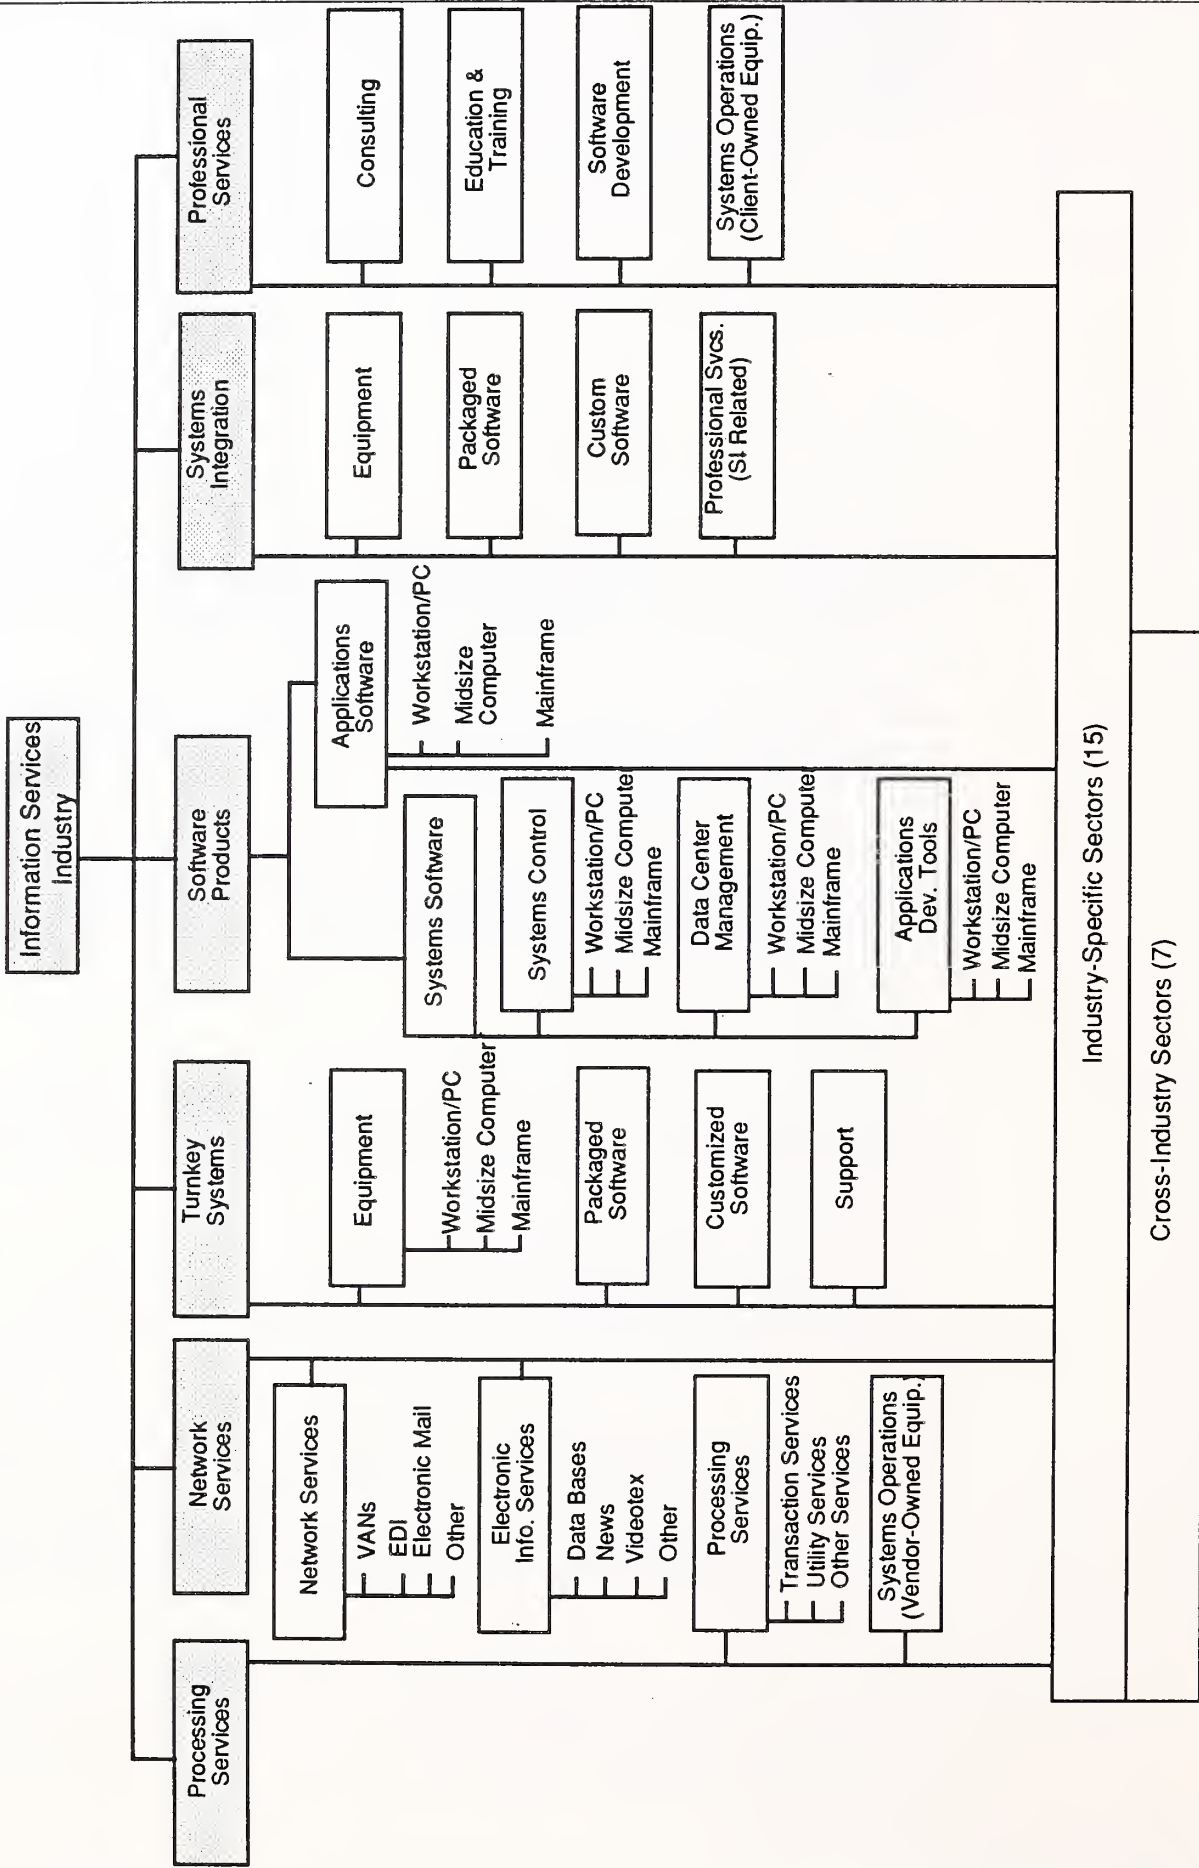 Information Services
Industry
Processing
Services
Network
Services
Turnkey
Systems
Software
Products
Systems
Integration
Professional
Services
Processing
Services
Transaction Services
Utility Services
Other Services
Systems Operations
(Vendor-Owned Equip.)
Network Services
VANs
EDI
Electronic Mail
Other
Electronic
Info. Services
Data Bases
News
Videotex
Other
Equipment
Workstation/PC
Midsize Computer
Mainframe
Packaged
Software
Customized
Software
Support
Systems Software
Systems Control
Workstation/PC
Midsize Compute
Mainframe
Data Center
Management
Workstation/PC
Midsize Compute
Mainframe
Applications
Dev. Tools
Workstation/PC
Midsize Computer
Mainframe
Applications
Software
Workstation/PC
Midsize
Computer
Mainframe
Equipment
Packaged
Software
Custom
Software
Professional Svcs.
(SI Related)
Consulting
Education &
Training
Software
Development
Systems Operations
(Client-Owned Equip.)
Industry-Specific Sectors (15)
Cross-Industry Sectors (7)